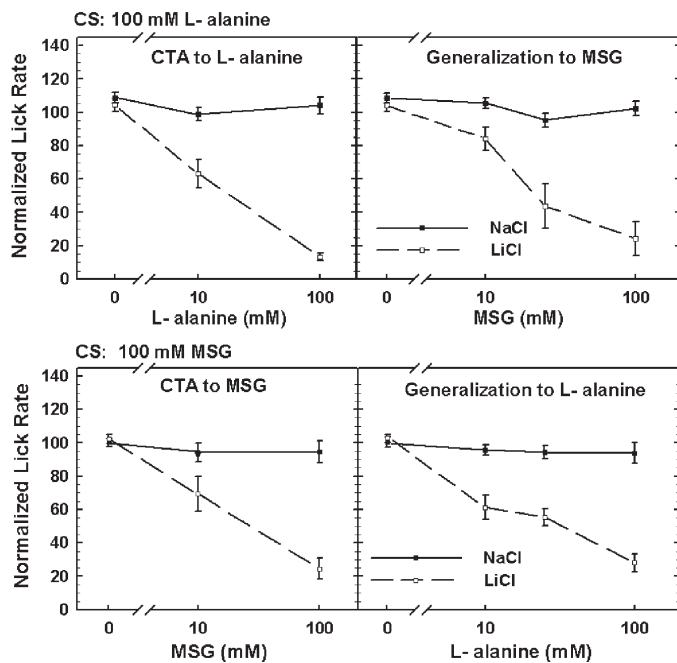 CS: 100 mM L- alanine
CTA to L- alanine
Generalization to MSG
Normalized Lick Rate
140
120
100
80
60
40
20
0
NaCl
LiCl
0 10 100 0 10 100
L- alanine (mM) MSG (mM)
CS: 100 mM MSG
CTA to MSG
Generalization to L- alanine
Normalized Lick Rate
140
120
100
80
60
40
20
0
NaCl
LiCl
0 10 100 0 10 100
MSG (mM) L- alanine (mM)